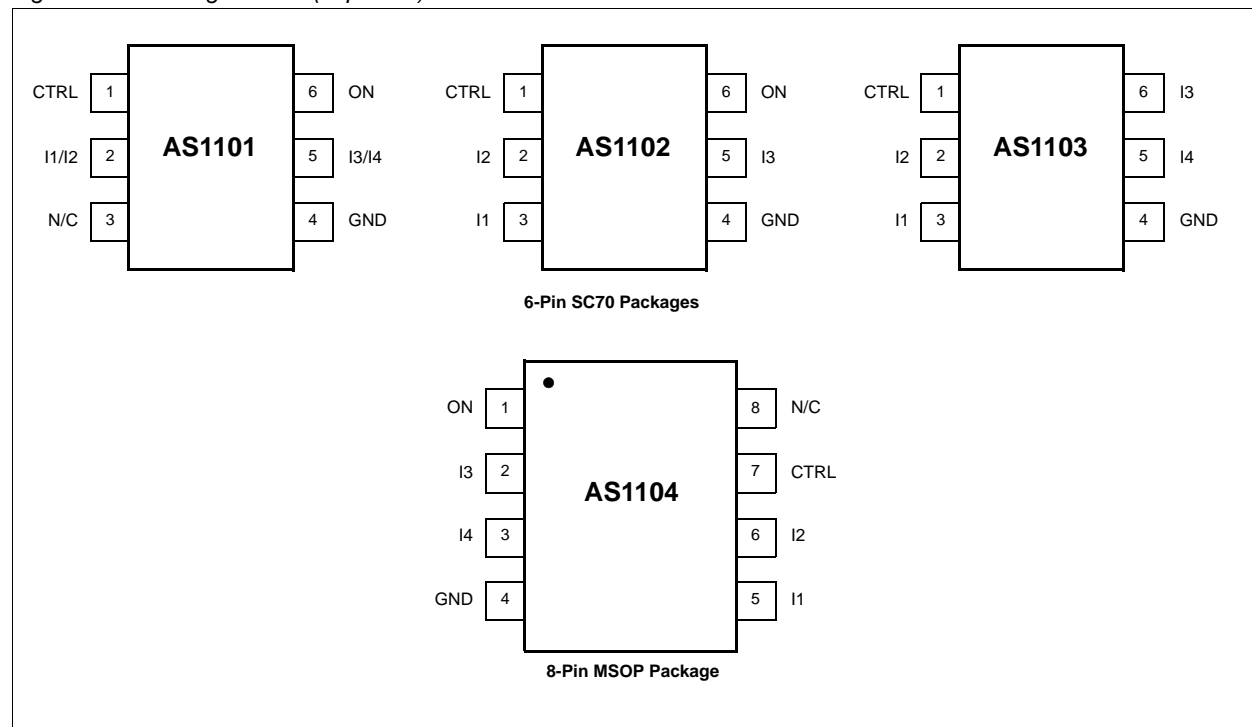 CTRL 1 AS1101 6 ON
I1/I2 2 5 I3/I4
N/C 3 4 GND
CTRL 1 AS1102 6 ON
I2 2 5 I3
I1 3 4 GND
CTRL 1 AS1103 6 I3
I2 2 5 I4
I1 3 4 GND
6-Pin SC70 Packages
ON 1 8 N/C
I3 2 AS1104 7 CTRL
I4 3 6 I2
GND 4 5 I1
8-Pin MSOP Package